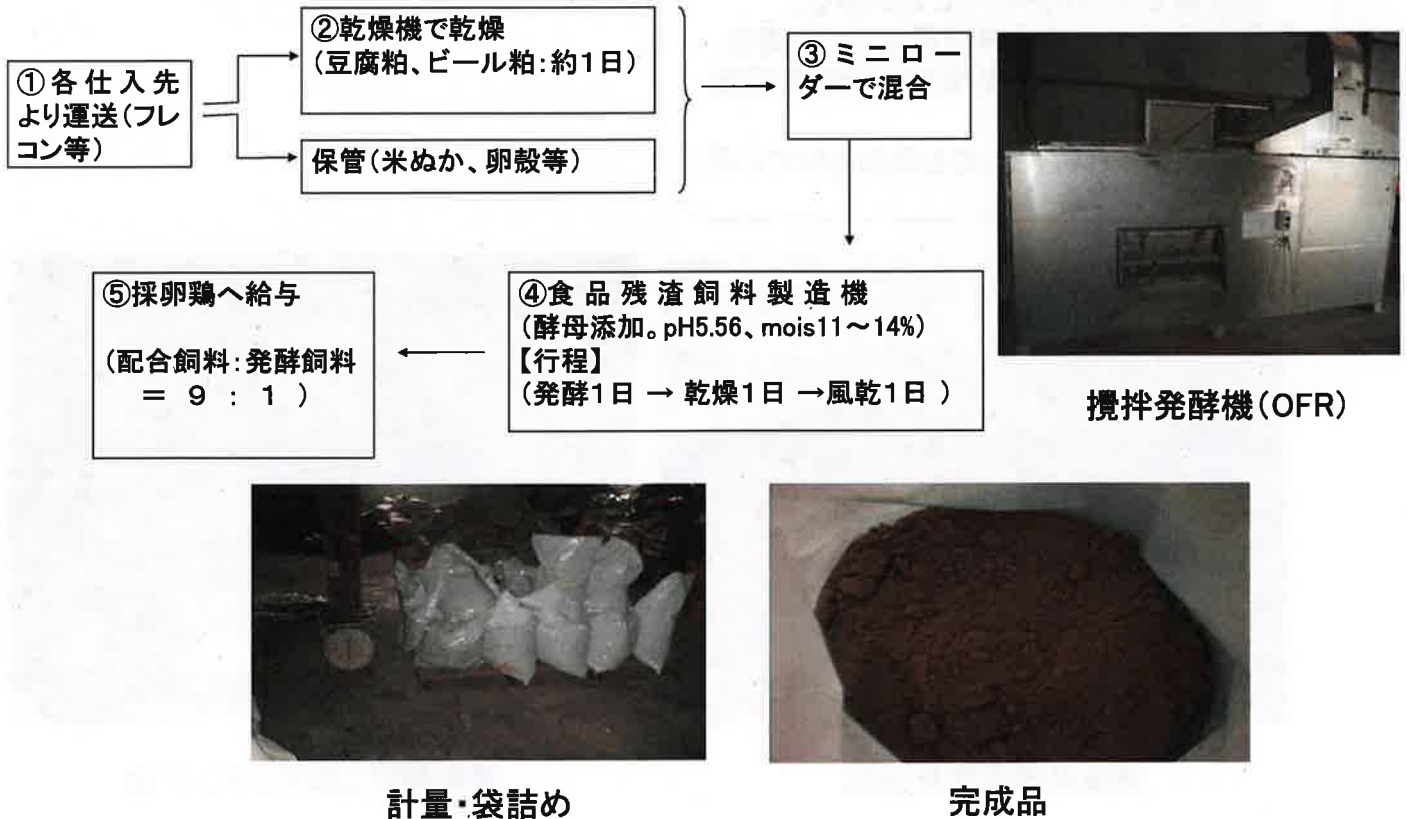 ①各仕入先
より運送(フレ
コン等)
②乾燥機で乾燥
(豆腐粕、ビール粕:約1日)
保管(米ぬか、卵殻等)
③ミニロー
ダーで混合
④食品残渣飼料製造機
(酵母添加。pH5.56、mois11～14%)
【行程】
(発酵1日 → 乾燥1日 →風乾1日 )
⑤採卵鶏へ給与
(配合飼料:発酵飼料
= 9 : 1 )
攪拌発酵機(OFR)
計量・袋詰め
完成品